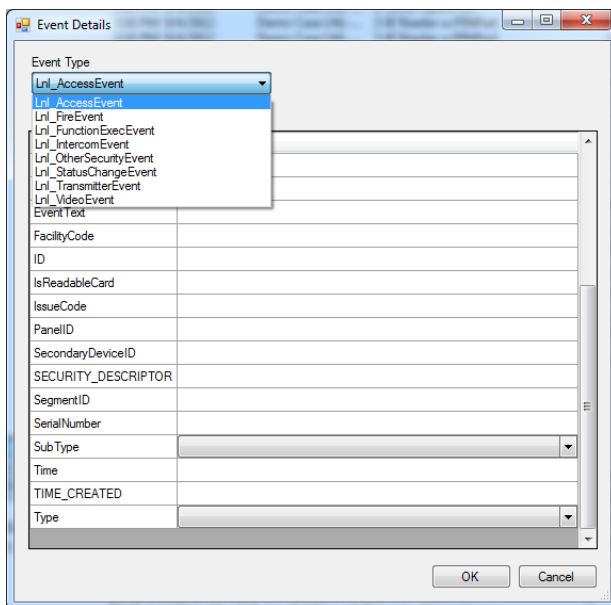 Event Details
Event Type
Lnl_AccessEvent
Lnl_AccessEvent
Lnl_FireEvent
Lnl_FunctionExecEvent
Lnl_IntercomEvent
Lnl_OtherSecurityEvent
Lnl_StatusChangeEvent
Lnl_TransmitterEvent
Lnl_VideoEvent
EventText
FacilityCode
ID
IsReadableCard
IssueCode
PanelID
SecondaryDeviceID
SECURITY_DESCRIPTOR
SegmentID
SerialNumber
SubType
Time
TIME_CREATED
Type
OK Cancel